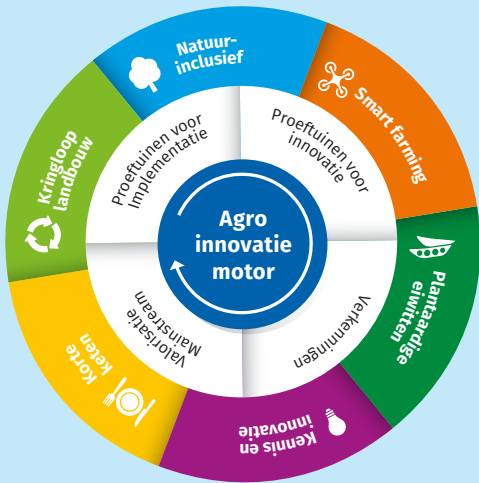 Natuur-
inclusief
Smart farming
Plantaardige
eiwitten
Kennis en
innovatie
Korte
keten
Kringloop
landbouw
Proeftuinen voor
Implementatie
Proeftuinen voor
innovatie
Verkenningen
Valorisatie
Mainstream
Agro
innovatie
motor